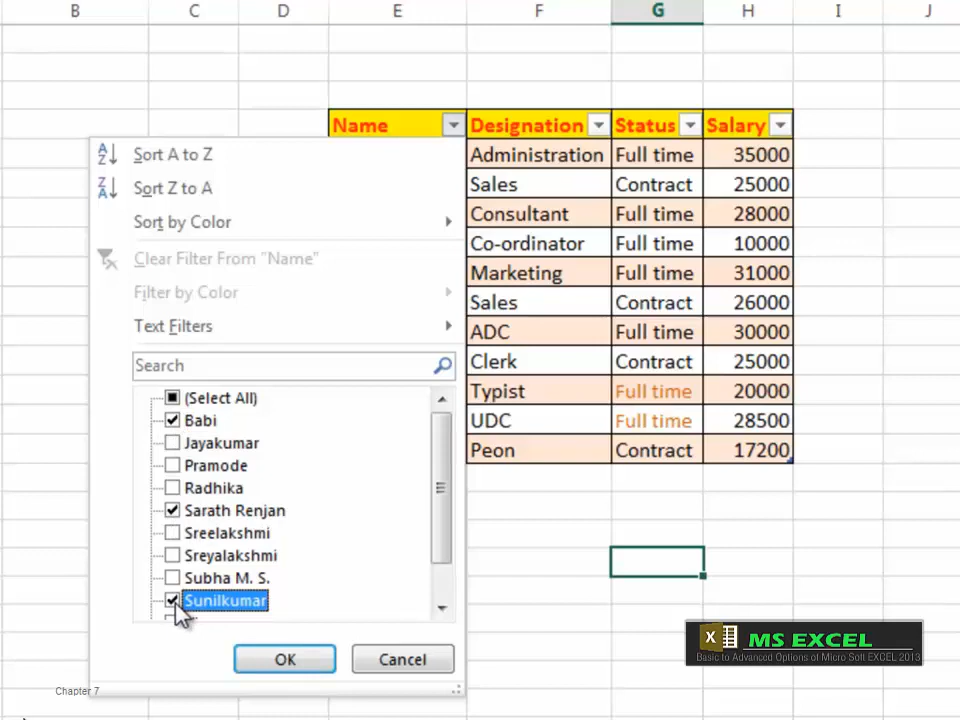 B C D E F G H I J
Name Designation Status Salary
Administration Full time 35000
Sales Contract 25000
Consultant Full time 28000
Co-ordinator Full time 10000
Marketing Full time 31000
Sales Contract 26000
ADC Full time 30000
Clerk Contract 25000
Typist Full time 20000
UDC Full time 28500
Peon Contract 17200
Sort A to Z
Sort Z to A
Sort by Color
Clear Filter From "Name"
Filter by Color
Text Filters
Search
(Select All)
Babi
Jayakumar
Pramode
Radhika
Sarath Renjan
Sreelakshmi
Sreyalakshmi
Subha M. S.
Sunilkumar
OK Cancel
MS EXCEL
Basic to Advanced Options of Micro Soft EXCEL 2013
Chapter 7